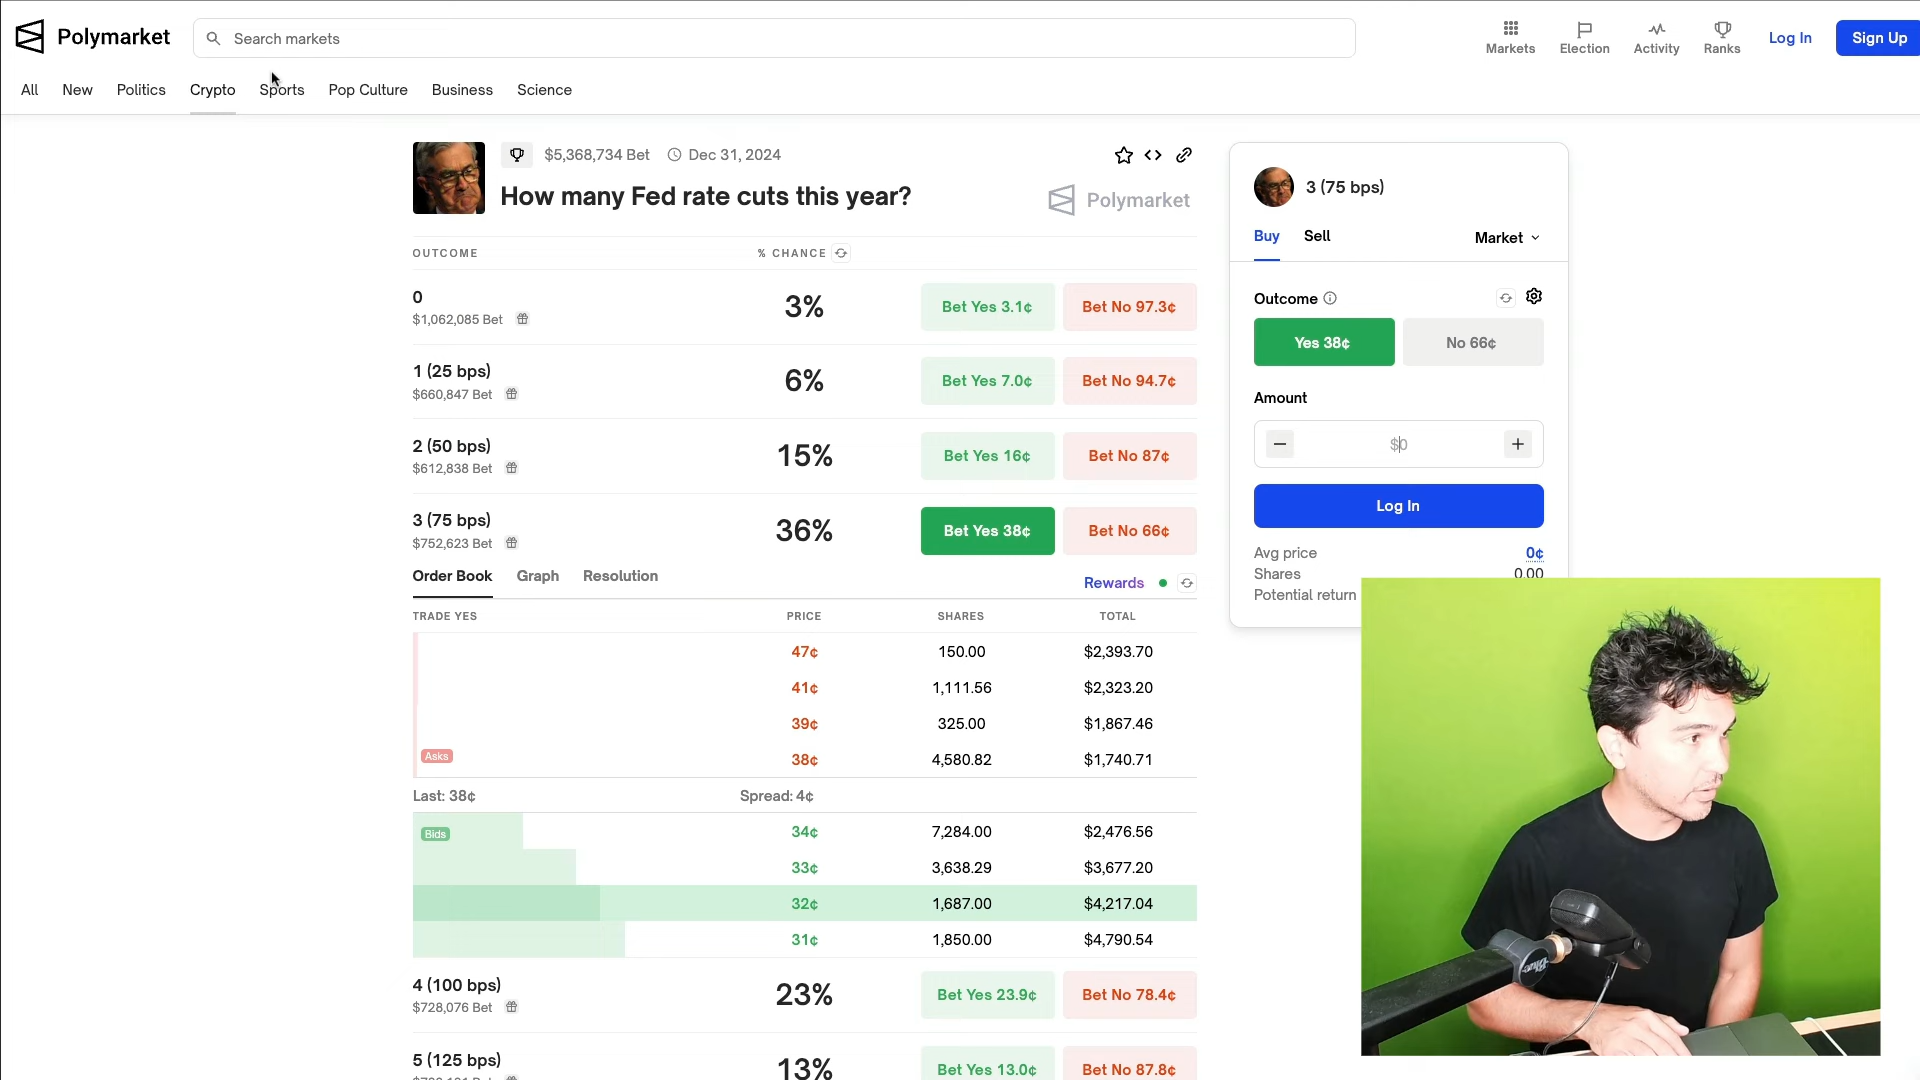 Polymarket
Search markets
Markets
Election
Activity
Ranks
Log In
Sign Up
All
New
Politics
Crypto
Sports
Pop Culture
Business
Science
$5,368,734 Bet
Dec 31, 2024
How many Fed rate cuts this year?
Polymarket
OUTCOME
% CHANCE
0
$1,062,085 Bet
3%
Bet Yes 3.1¢
Bet No 97.3¢
1 (25 bps)
$660,847 Bet
6%
Bet Yes 7.0¢
Bet No 94.7¢
2 (50 bps)
$612,838 Bet
15%
Bet Yes 16¢
Bet No 87¢
3 (75 bps)
$752,623 Bet
36%
Bet Yes 38¢
Bet No 66¢
Order Book
Graph
Resolution
Rewards
TRADE YES
PRICE
SHARES
TOTAL
47¢
150.00
$2,393.70
41¢
1,111.56
$2,323.20
39¢
325.00
$1,867.46
Asks
38¢
4,580.82
$1,740.71
Last: 38¢
Spread: 4¢
Bids
34¢
7,284.00
$2,476.56
33¢
3,638.29
$3,677.20
32¢
1,687.00
$4,217.04
31¢
1,850.00
$4,790.54
4 (100 bps)
$728,076 Bet
23%
Bet Yes 23.9¢
Bet No 78.4¢
5 (125 bps)
13%
Bet Yes 13.0¢
Bet No 87.8¢
3 (75 bps)
Buy
Sell
Market
Outcome
Yes 38¢
No 66¢
Amount
$0
Log In
Avg price
0¢
Shares
0.00
Potential return